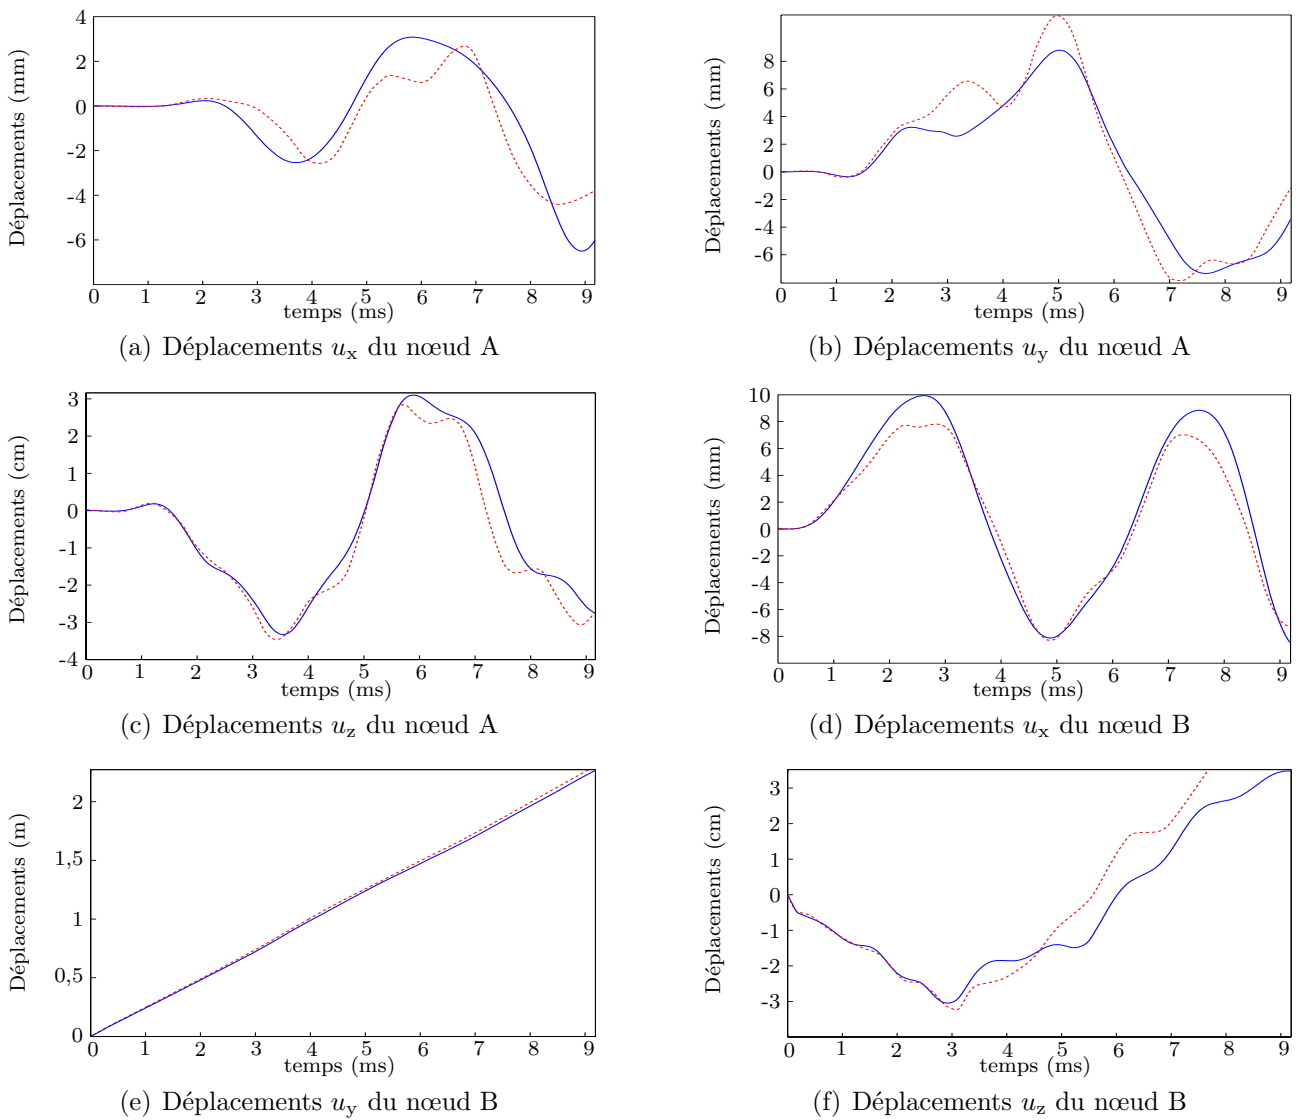 Déplacements (mm)
4
2
0
-2
-4
-6
0 1 2 3 4 5 6 7 8 9
temps (ms)
(a) Déplacements ux du nœud A
Déplacements (mm)
8
6
4
2
0
-2
-4
-6
0 1 2 3 4 5 6 7 8 9
temps (ms)
(b) Déplacements uy du nœud A
Déplacements (cm)
3
2
1
0
-1
-2
-3
-4
0 1 2 3 4 5 6 7 8 9
temps (ms)
(c) Déplacements uz du nœud A
Déplacements (mm)
10
8
6
4
2
0
-2
-4
-6
-8
0 1 2 3 4 5 6 7 8 9
temps (ms)
(d) Déplacements ux du nœud B
Déplacements (m)
2
1,5
1
0,5
0
0 1 2 3 4 5 6 7 8 9
temps (ms)
(e) Déplacements uy du nœud B
Déplacements (cm)
3
2
1
0
-1
-2
-3
0 1 2 3 4 5 6 7 8 9
temps (ms)
(f) Déplacements uz du nœud B